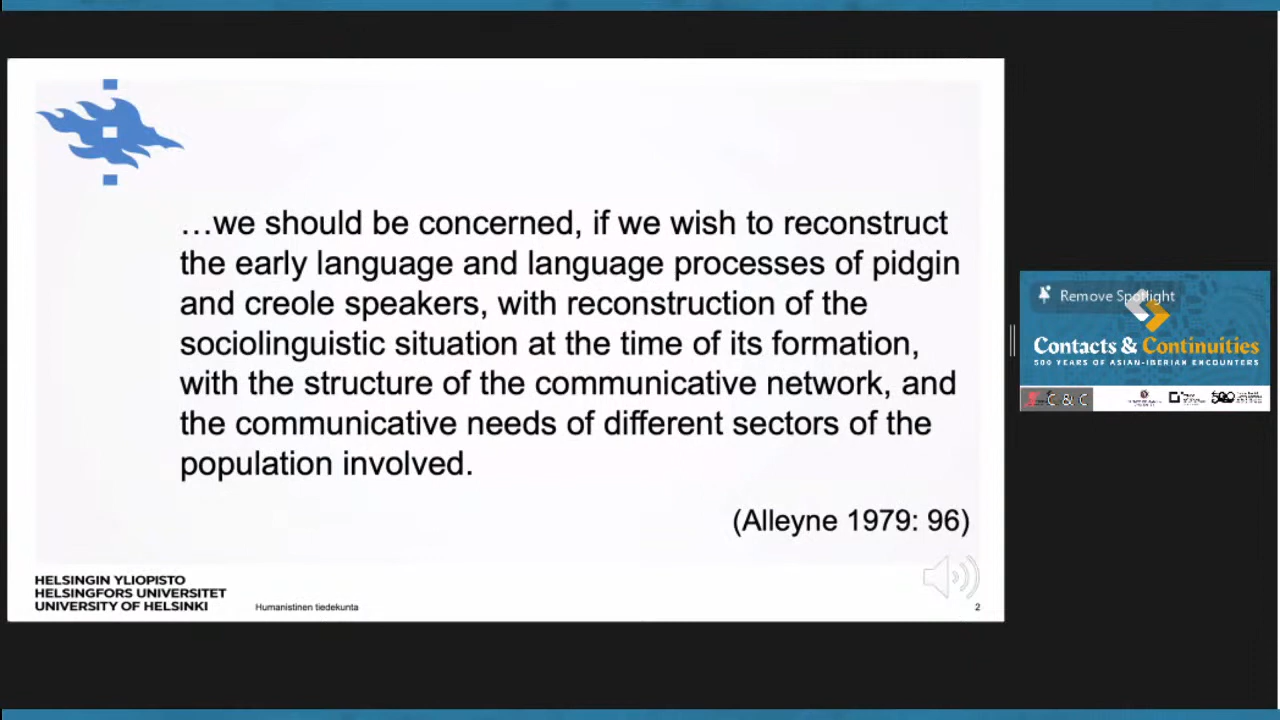 …we should be concerned, if we wish to reconstruct
the early language and language processes of pidgin
and creole speakers, with reconstruction of the
sociolinguistic situation at the time of its formation,
with the structure of the communicative network, and
the communicative needs of different sectors of the
population involved.
(Alleyne 1979: 96)
HELSINGIN YLIOPISTO
HELSINGFORS UNIVERSITET
UNIVERSITY OF HELSINKI
Humanistinen tiedekunta
2
Remove Spotlight
Contacts & Continuities
500 YEARS OF ASIAN-IBERIAN ENCOUNTERS
C & C
500